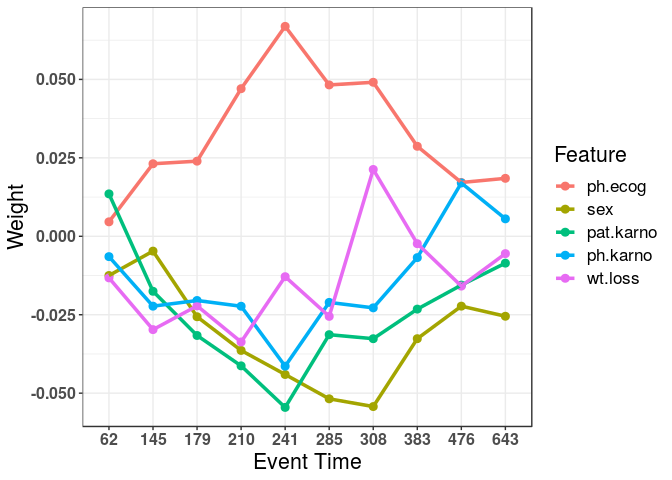 Weight
0.050
0.025
0.000
-0.025
-0.050
62 145 179 210 241 285 308 383 476 643
Event Time
Feature
ph.ecog
sex
pat.karno
ph.karno
wt.loss